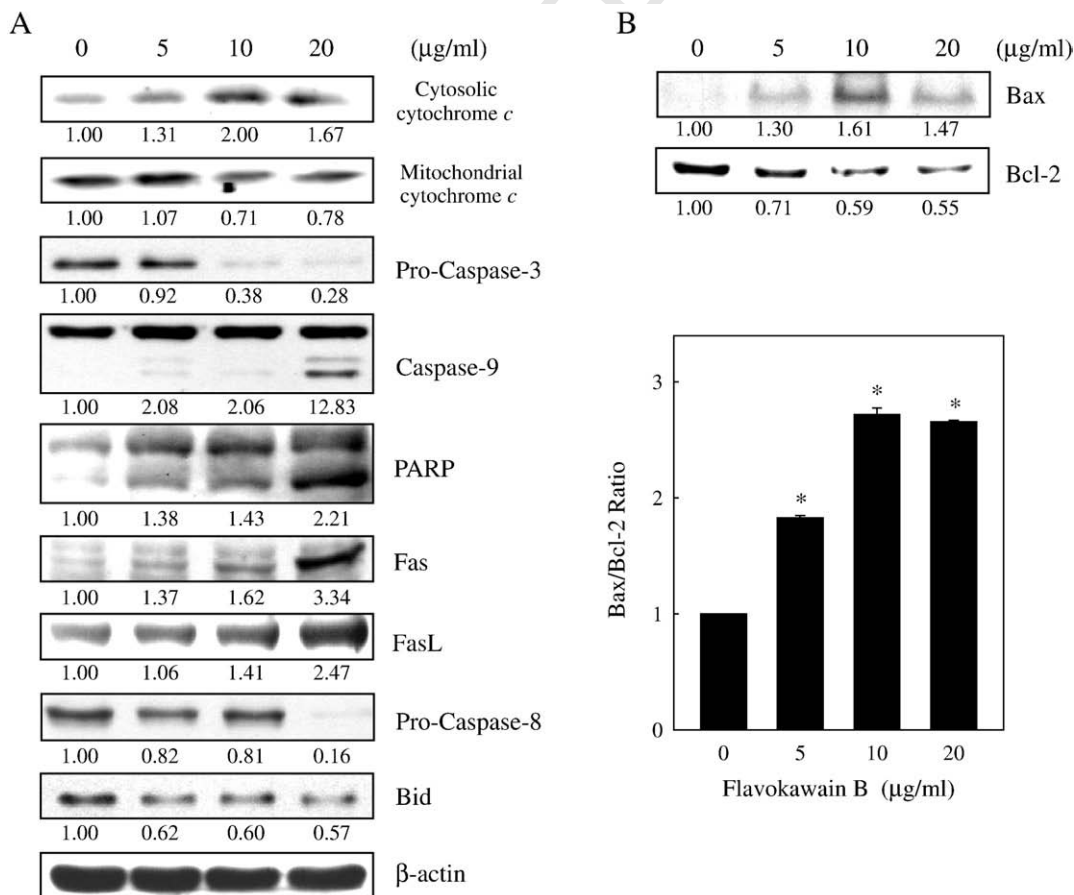 A
0 5 10 20 (μg/ml)
Cytosolic
cytochrome c
1.00 1.31 2.00 1.67
Mitochondrial
cytochrome c
1.00 1.07 0.71 0.78
Pro-Caspase-3
1.00 0.92 0.38 0.28
Caspase-9
1.00 2.08 2.06 12.83
PARP
1.00 1.38 1.43 2.21
Fas
1.00 1.37 1.62 3.34
FasL
1.00 1.06 1.41 2.47
Pro-Caspase-8
1.00 0.82 0.81 0.16
Bid
1.00 0.62 0.60 0.57
β-actin
B
0 5 10 20 (μg/ml)
Bax
1.00 1.30 1.61 1.47
Bcl-2
1.00 0.71 0.59 0.55
Bax/Bcl-2 Ratio
3
2
1
0
* * *
0 5 10 20
Flavokawain B (μg/ml)